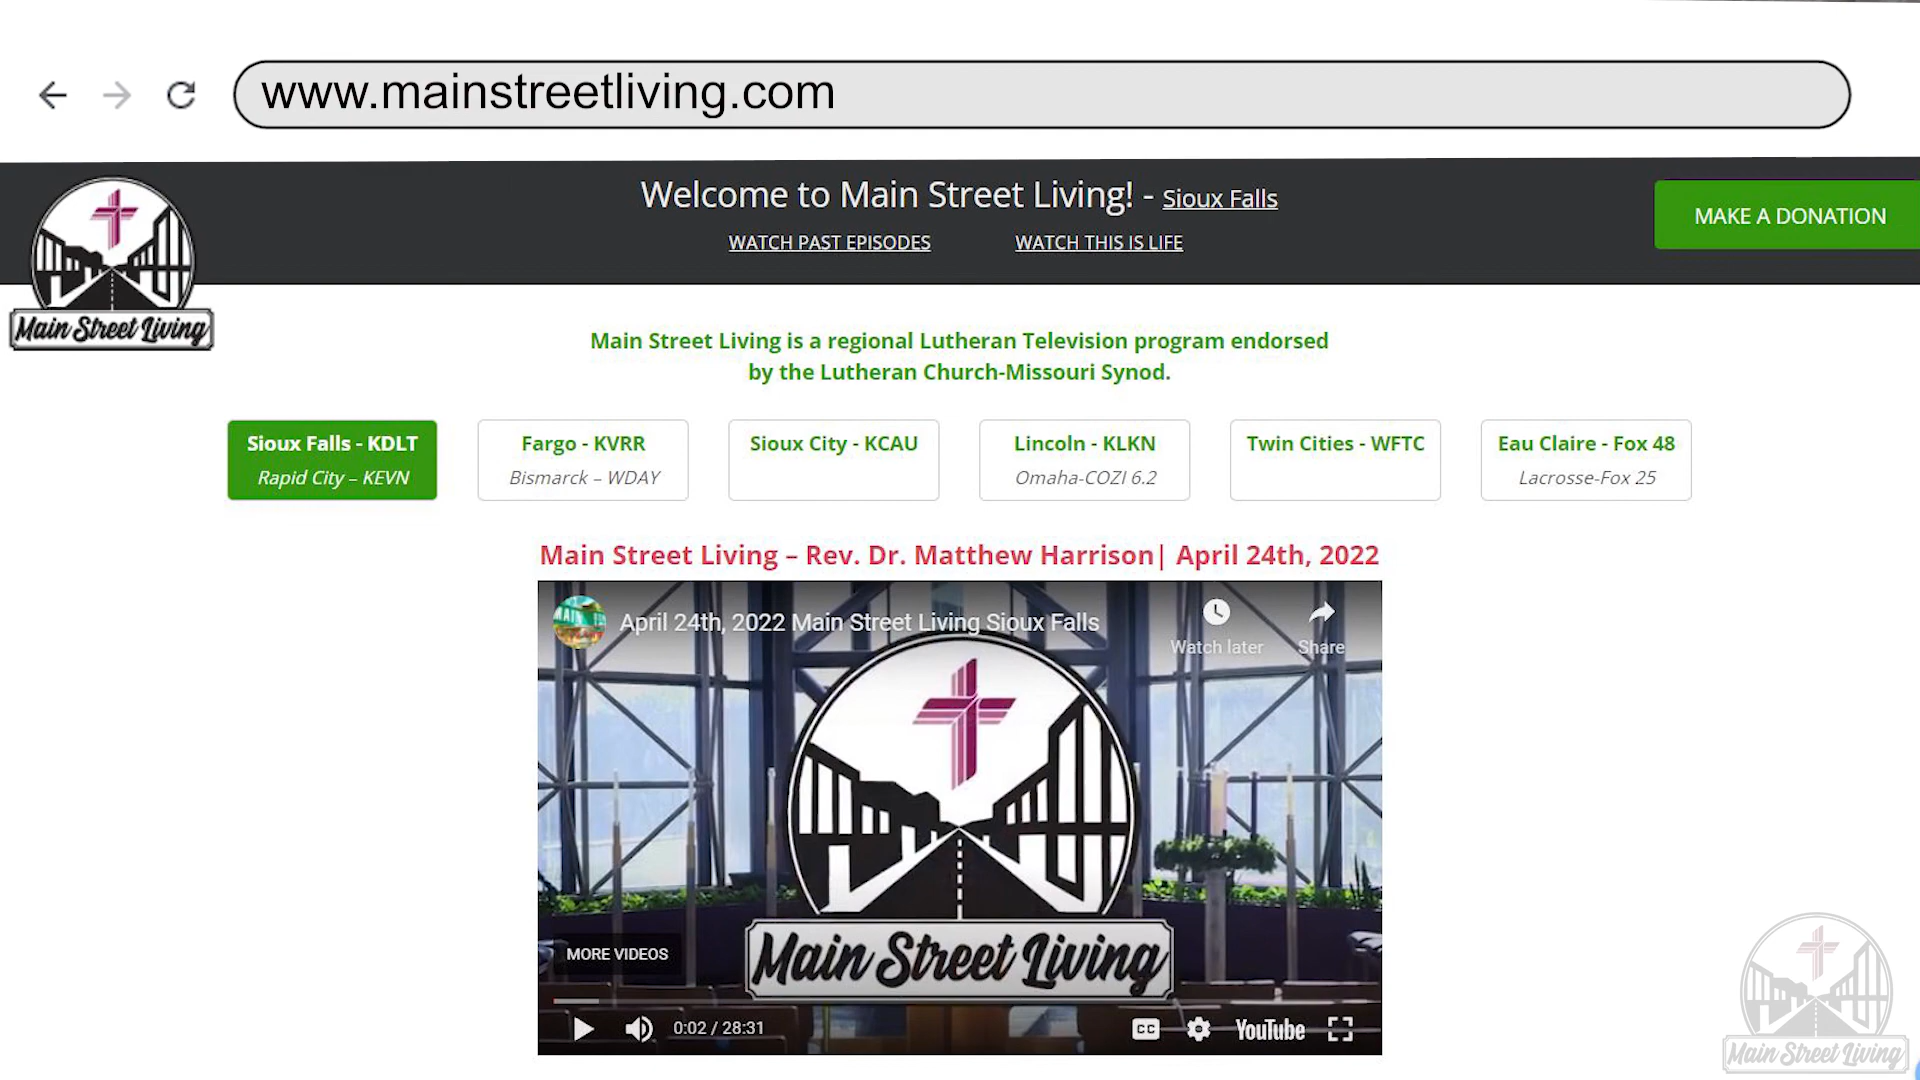 www.mainstreetliving.com
Welcome to Main Street Living! - Sioux Falls
WATCH PAST EPISODES
WATCH THIS IS LIFE
MAKE A DONATION
Main Street Living
Main Street Living is a regional Lutheran Television program endorsed
by the Lutheran Church-Missouri Synod.
Sioux Falls - KDLT
Rapid City – KEVN
Fargo - KVRR
Bismarck – WDAY
Sioux City - KCAU
Lincoln - KLKN
Omaha-COZI 6.2
Twin Cities - WFTC
Eau Claire - Fox 48
Lacrosse-Fox 25
Main Street Living – Rev. Dr. Matthew Harrison| April 24th, 2022
April 24th, 2022 Main Street Living Sioux Falls
Watch later
Share
MORE VIDEOS
Main Street Living
0:02 / 28:31
CC
YouTube
Main Street Living